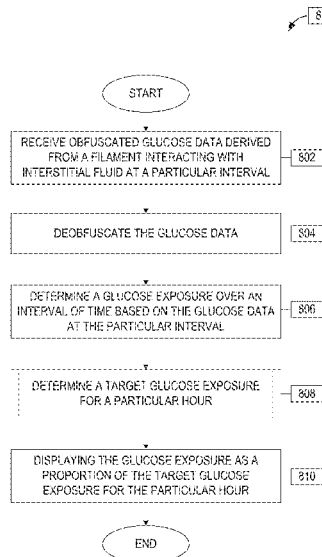 8
START
RECEIVE OBFUSCATED GLUCOSE DATA DERIVED
FROM A FILAMENT INTERACTING WITH
INTERSTITIAL FLUID AT A PARTICULAR INTERVAL
802
DEOBFUSCATE THE GLUCOSE DATA
804
DETERMINE A GLUCOSE EXPOSURE OVER AN
INTERVAL OF TIME BASED ON THE GLUCOSE DATA
AT THE PARTICULAR INTERVAL
806
DETERMINE A TARGET GLUCOSE EXPOSURE
FOR A PARTICULAR HOUR
808
DISPLAYING THE GLUCOSE EXPOSURE AS A
PROPORTION OF THE TARGET GLUCOSE
EXPOSURE FOR THE PARTICULAR HOUR
810
END